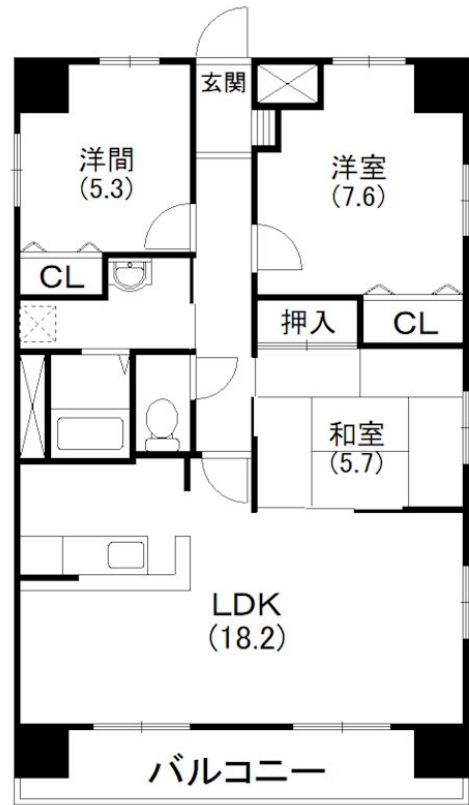 玄関
洋間
(5.3)
洋室
(7.6)
CL
押入
CL
和室
(5.7)
LDK
(18.2)
バルコニー